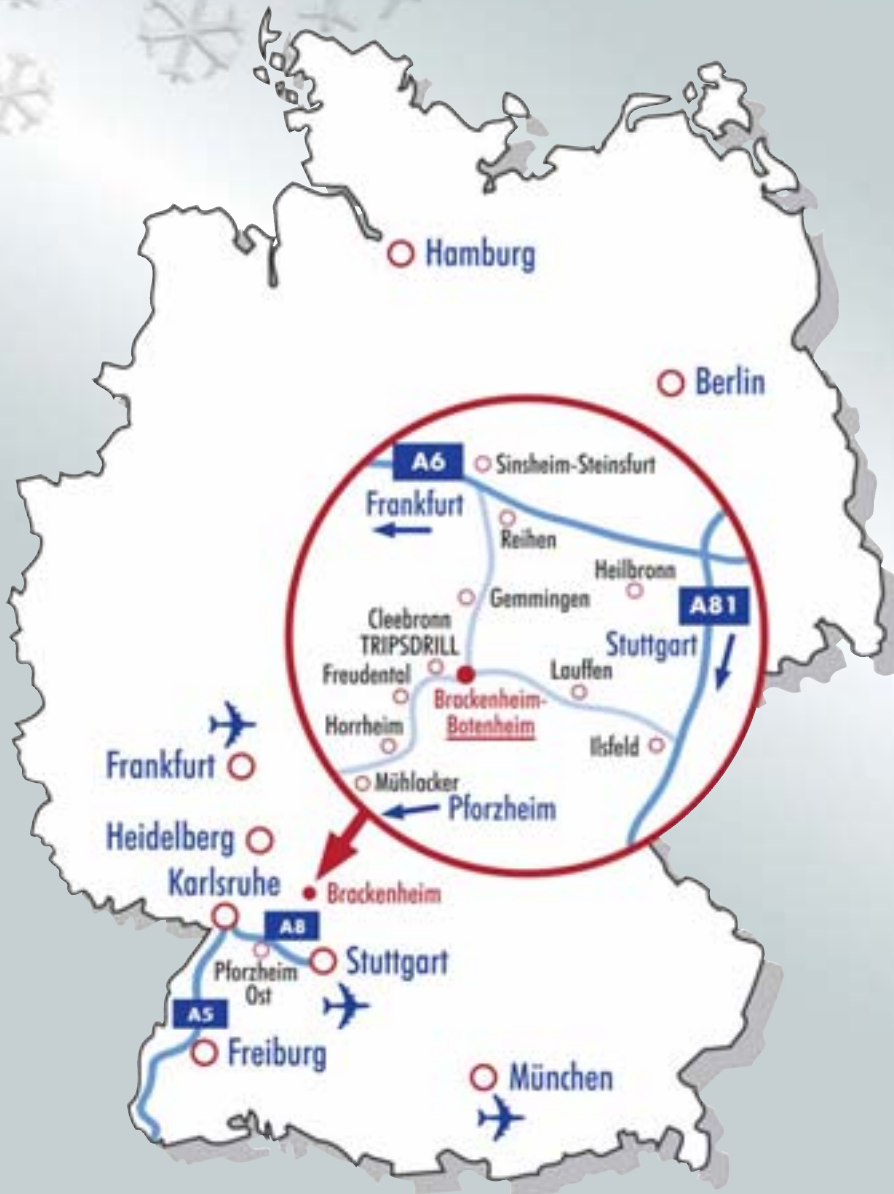 Hamburg
Berlin
A6
Sinsheim-Steinsfurt
Frankfurt
Reihen
Heilbronn
Gemmingen
A81
Cleebronn
TRIPSDRILL
Stuttgart
Freudental
Lauffen
Brackenheim-
Botenheim
Horrheim
Ilsfeld
Mühlacker
Pforzheim
Frankfurt
Heidelberg
Karlsruhe
Brackenheim
A8
Stuttgart
Pforzheim
Ost
A5
Freiburg
München